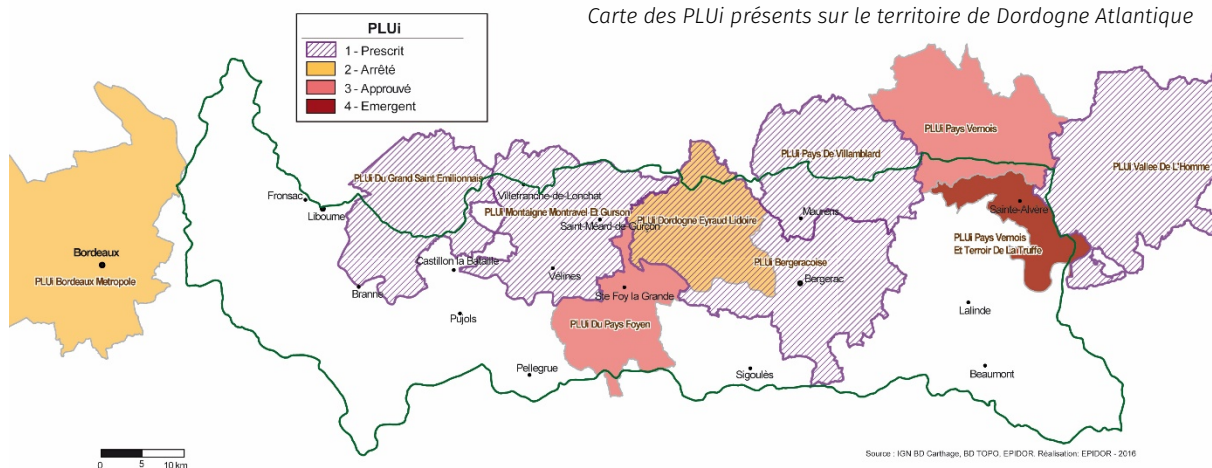 Carte des PLUi présents sur le territoire de Dordogne Atlantique
PLUi
1 - Prescrit
2 - Arrêté
3 - Approuvé
4 - Emergent
PLUi Pays Vernois
PLUi Pays De Villamblard
PLUi Vallee De L'Homme
PLUi Du Grand Saint Emilionnais
Villefranche-de-Lonchat
Fronsac
Libourne
PLUi Montaigne Montravel Et Gurson
Saint-Méard-de-Gurçon
PLUi Dordogne Eyraud Lidoire
Maurens
Sainte-Alvère
PLUi Pays Vernois
Et Terroir De LaïTruffe
Bordeaux
PLUi Bordeaux Metropole
Castillon la Bataille
Vélines
PLUi Bergeracoise
Bergerac
Branne
Ste Foy la Grande
Lalinde
Pujols
PLUi Du Pays Foyen
Pellegrue
Sigoulès
Beaumont
0 5 10 km
Source : IGN BD Carthage, BD TOPO. EPIDOR. Réalisation: EPIDOR - 2016